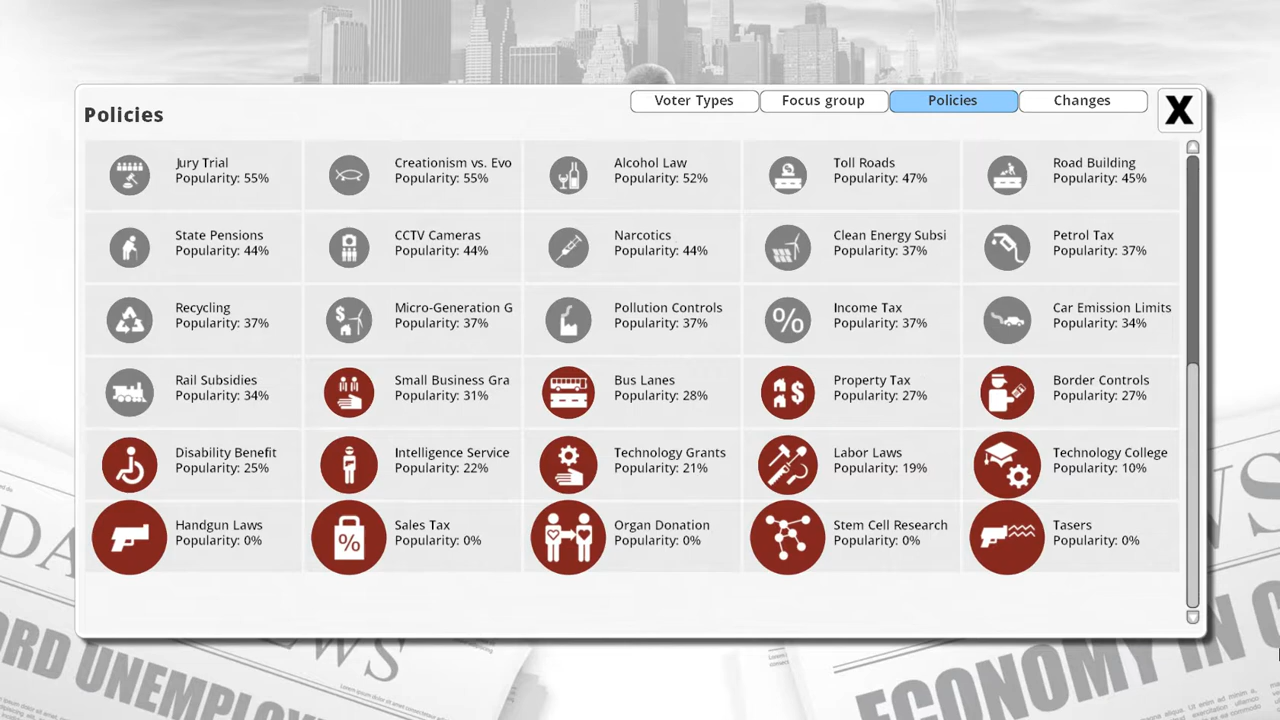 Policies
Voter Types
Focus group
Policies
Changes
X
Jury Trial
Popularity: 55%
Creationism vs. Evo
Popularity: 55%
Alcohol Law
Popularity: 52%
Toll Roads
Popularity: 47%
Road Building
Popularity: 45%
State Pensions
Popularity: 44%
CCTV Cameras
Popularity: 44%
Narcotics
Popularity: 44%
Clean Energy Subsi
Popularity: 37%
Petrol Tax
Popularity: 37%
Recycling
Popularity: 37%
Micro-Generation G
Popularity: 37%
Pollution Controls
Popularity: 37%
Income Tax
Popularity: 37%
Car Emission Limits
Popularity: 34%
Rail Subsidies
Popularity: 34%
Small Business Gra
Popularity: 31%
Bus Lanes
Popularity: 28%
Property Tax
Popularity: 27%
Border Controls
Popularity: 27%
Disability Benefit
Popularity: 25%
Intelligence Service
Popularity: 22%
Technology Grants
Popularity: 21%
Labor Laws
Popularity: 19%
Technology College
Popularity: 10%
Handgun Laws
Popularity: 0%
Sales Tax
Popularity: 0%
Organ Donation
Popularity: 0%
Stem Cell Research
Popularity: 0%
Tasers
Popularity: 0%
DA
EWS
ORD UNEMPLO
ECONOMY IN C